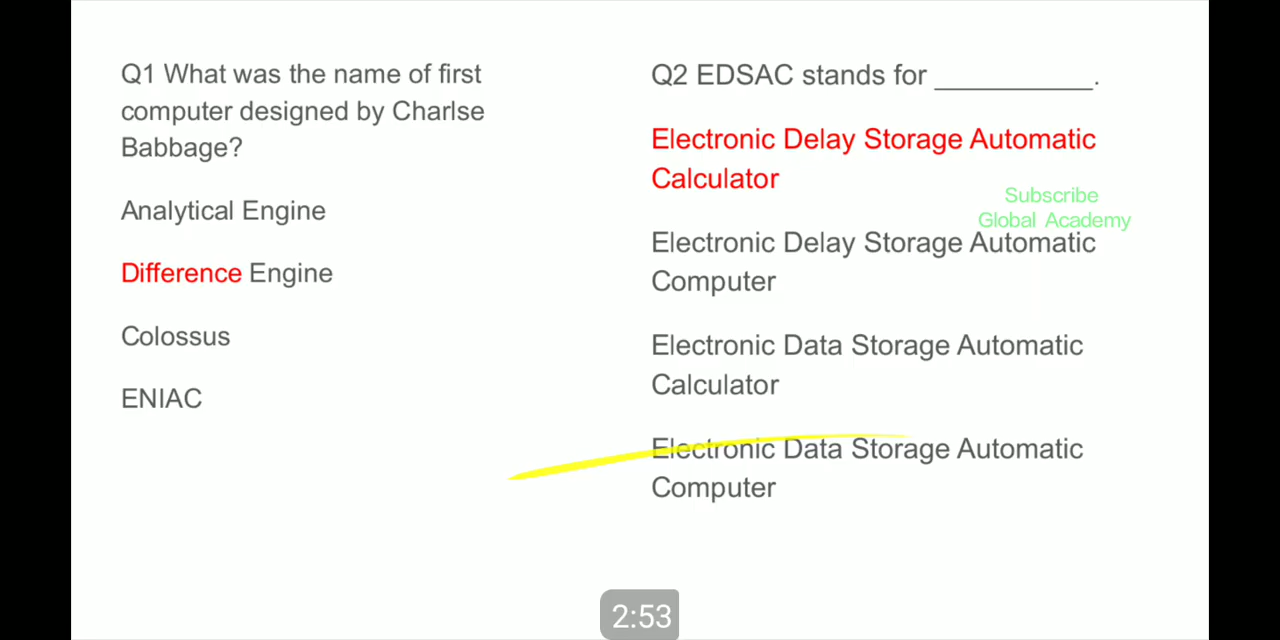 Q1 What was the name of first
computer designed by Charlse
Babbage?
Analytical Engine
Difference Engine
Colossus
ENIAC
Q2 EDSAC stands for ___________.
Electronic Delay Storage Automatic
Calculator
Subscribe
Global Academy
Electronic Delay Storage Automatic
Computer
Electronic Data Storage Automatic
Calculator
Electronic Data Storage Automatic
Computer
2:53